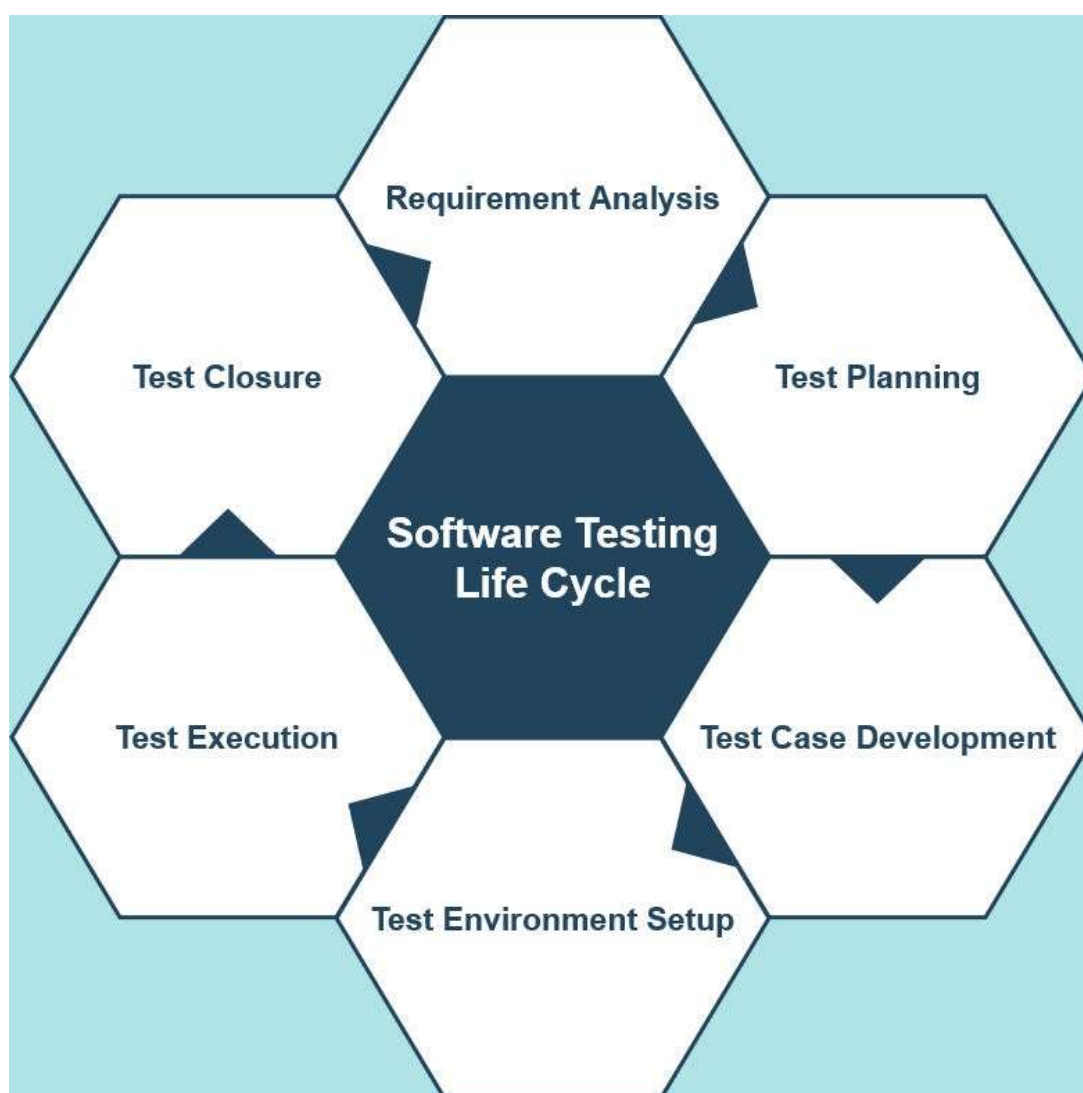 Requirement Analysis
Test Closure
Test Planning
Software Testing
Life Cycle
Test Execution
Test Case Development
Test Environment Setup